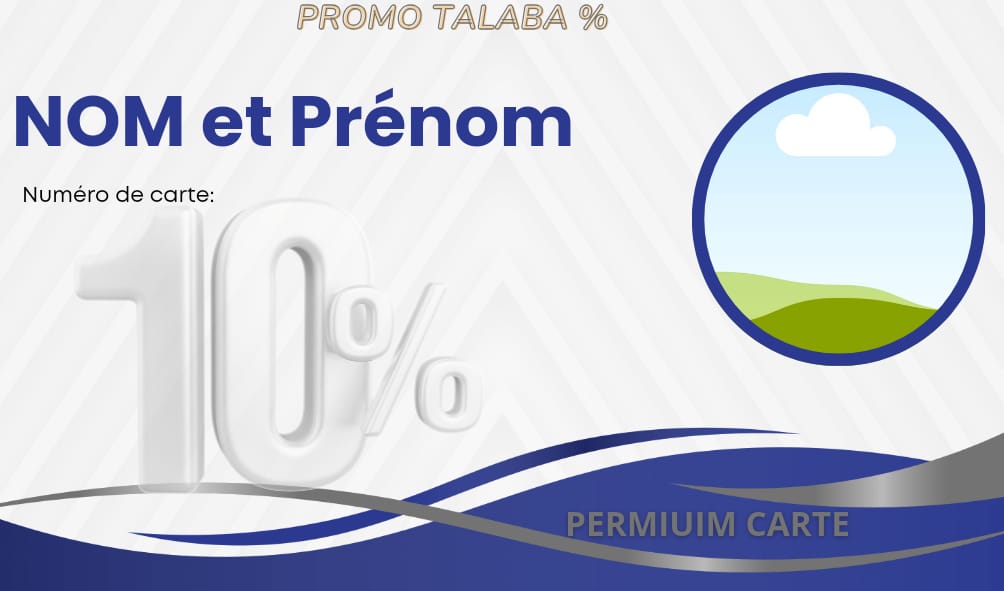 PROMO TALABA %
NOM et Prénom
Numéro de carte:
10%
PERMIUIM CARTE